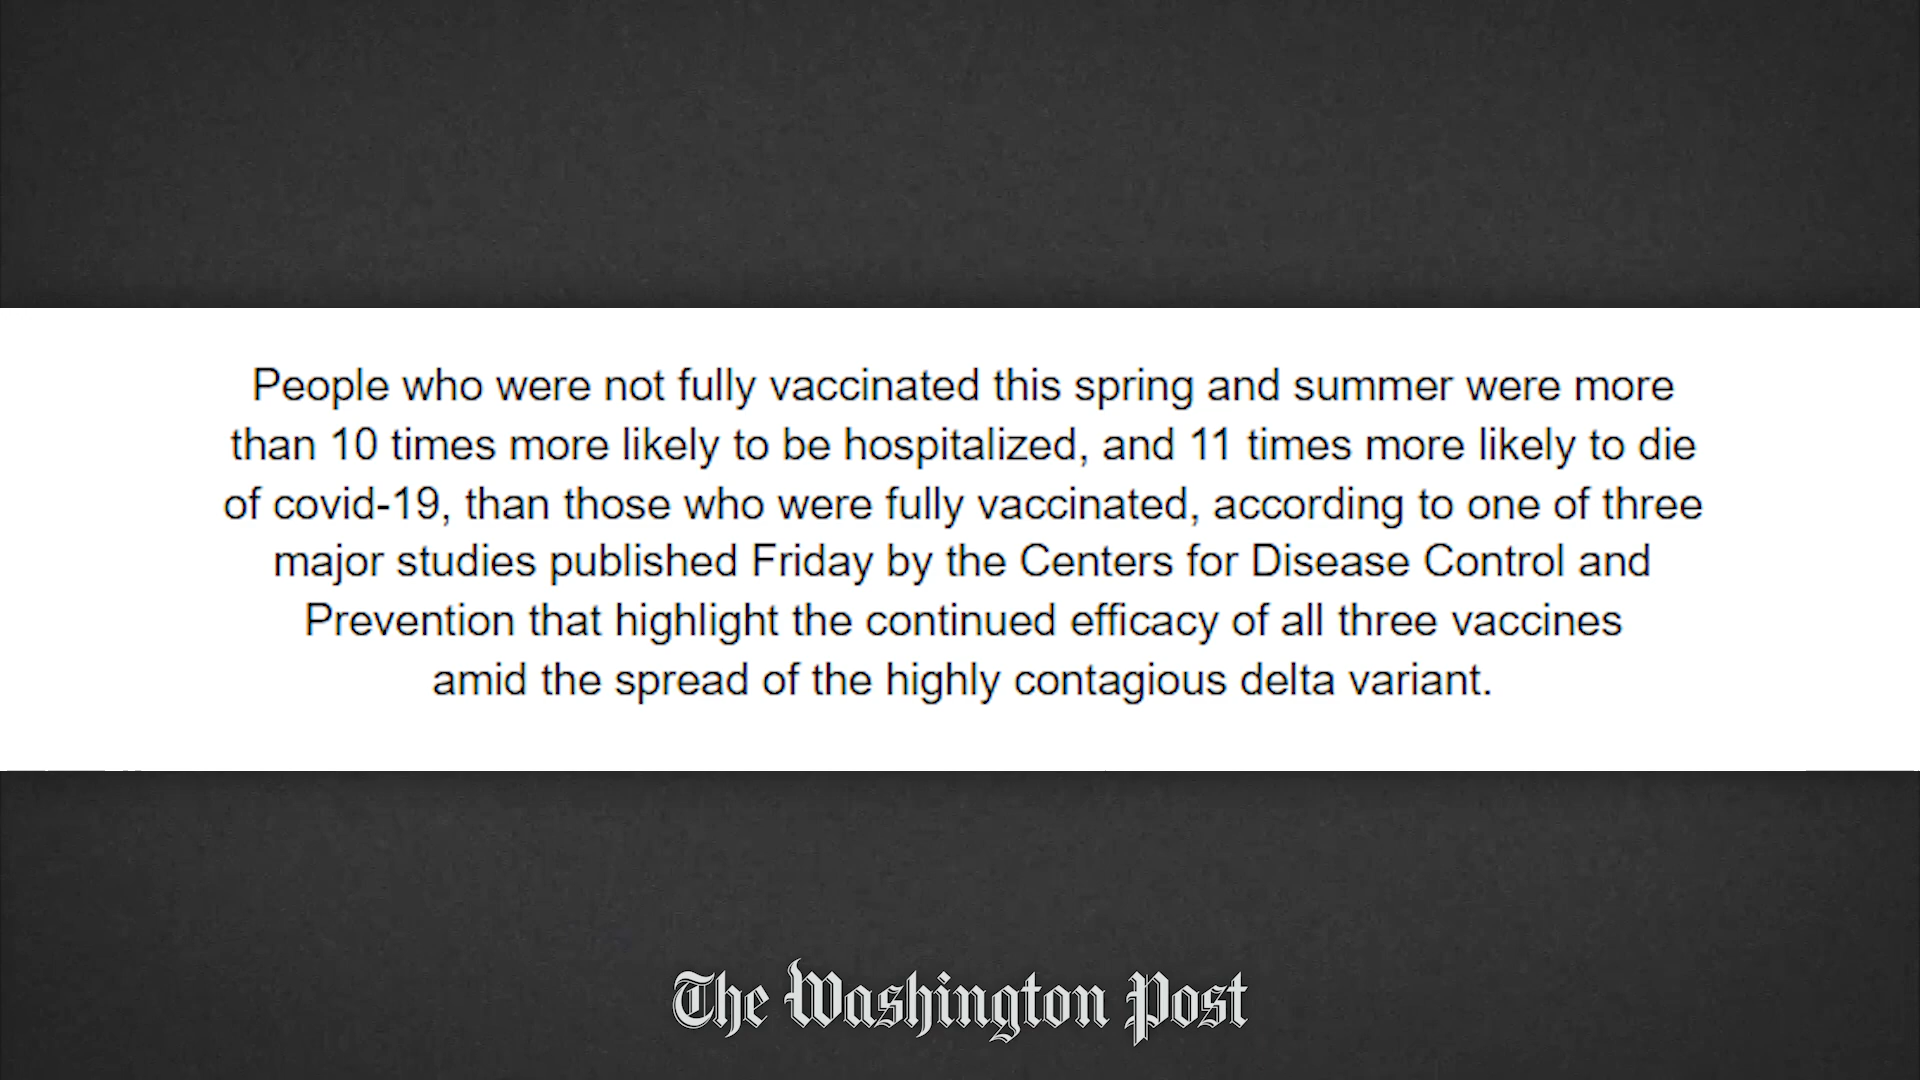 People who were not fully vaccinated this spring and summer were more
than 10 times more likely to be hospitalized, and 11 times more likely to die
of covid-19, than those who were fully vaccinated, according to one of three
major studies published Friday by the Centers for Disease Control and
Prevention that highlight the continued efficacy of all three vaccines
amid the spread of the highly contagious delta variant.
The Washington Post